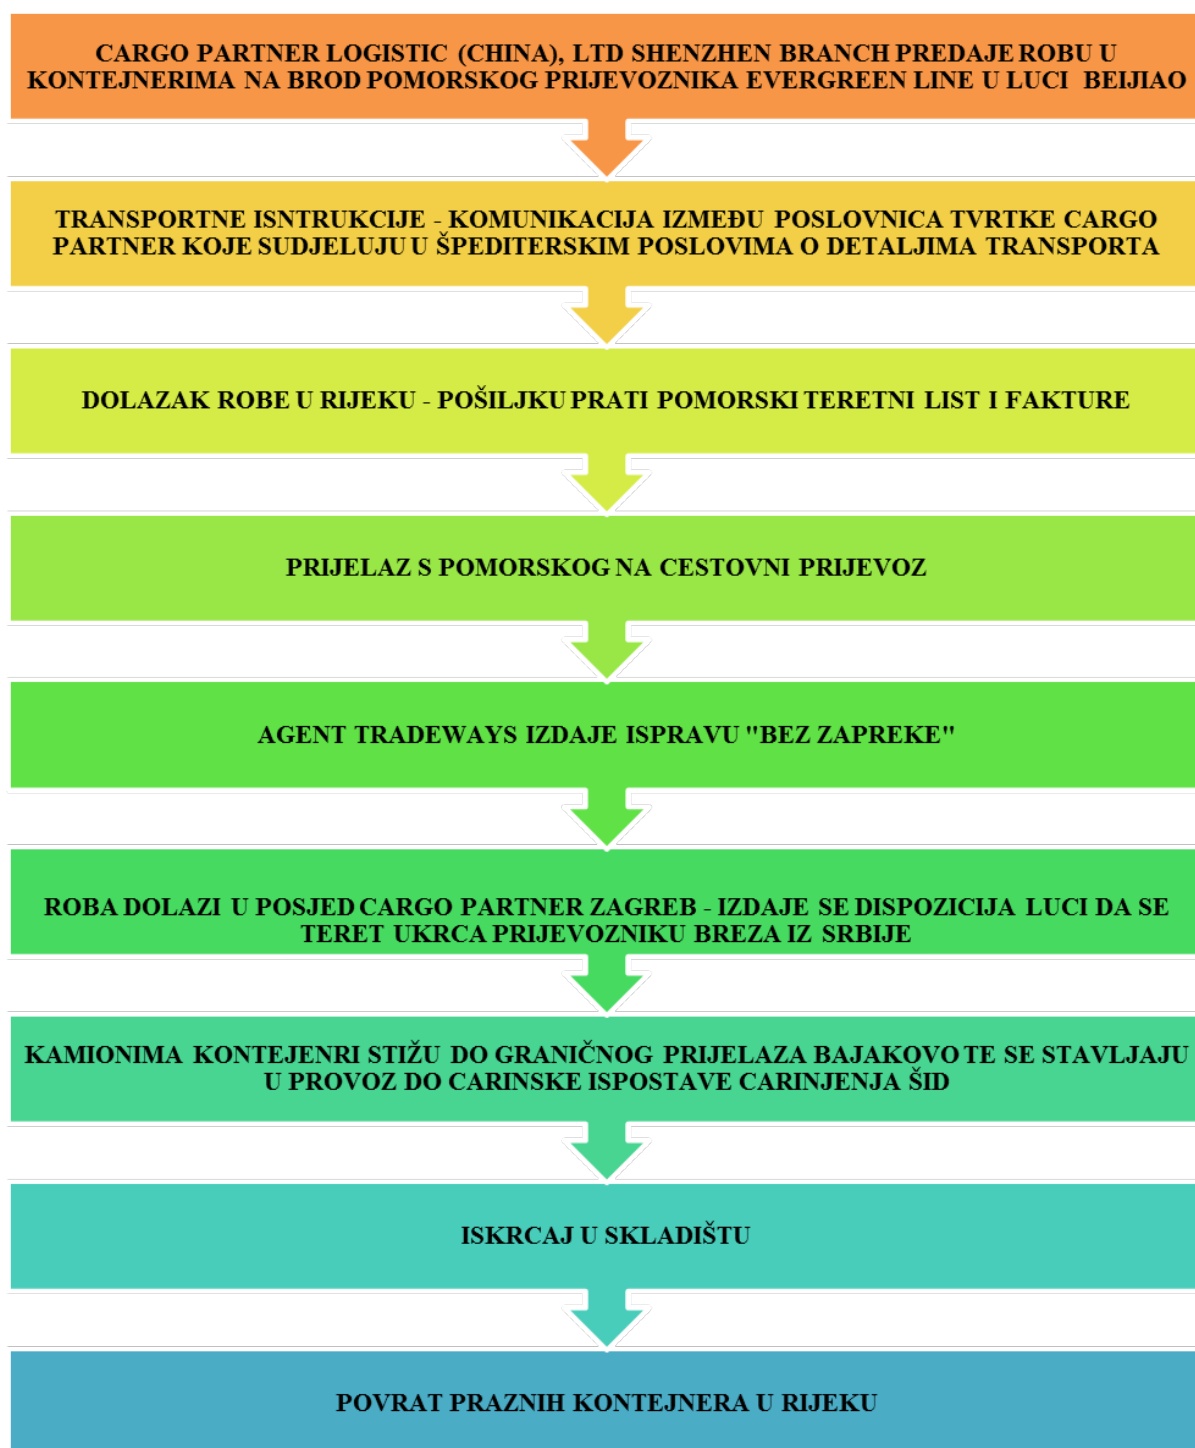 CARGO PARTNER LOGISTIC (CHINA), LTD SHENZHEN BRANCH PREDAJE ROBU U
KONTEJNERIMA NA BROD POMORSKOG PRIJEVOZNIKA EVERGREEN LINE U LUCI BEIJIAO
TRANSPORTNE ISNTRUKCIJE - KOMUNIKACIJA IZMEĐU POSLOVNICA TVRTKE CARGO
PARTNER KOJE SUDJELUJU U ŠPEDITERSKIM POSLOVIMA O DETALJIMA TRANSPORTA
DOLAZAK ROBE U RIJEKU - POŠILJKU PRATI POMORSKI TERETNI LIST I FAKTURE
PRIJELAZ S POMORSKOG NA CESTOVNI PRIJEVOZ
AGENT TRADEWAYS IZDAJE ISPRAVU "BEZ ZAPREKE"
ROBA DOLAZI U POSJED CARGO PARTNER ZAGREB - IZDAJE SE DISPOZICIJA LUCI DA SE
TERET UKRCA PRIJEVOZNIKU BREZA IZ SRBIJE
KAMIONIMA KONTEJENRI STIŽU DO GRANIČNOG PRIJELAZA BAJAKOVO TE SE STAVLJAJU
U PROVOZ DO CARINSKE ISPOSTAVE CARINJENJA ŠID
ISKRCAJ U SKLADIŠTU
POVRAT PRAZNIH KONTEJNERA U RIJEKU